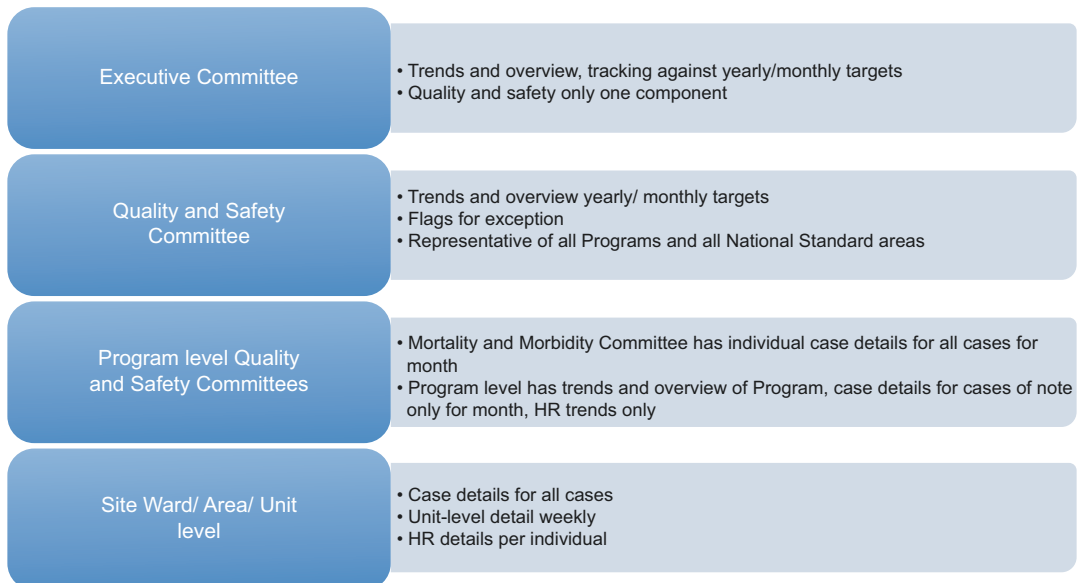 Executive Committee
• Trends and overview, tracking against yearly/monthly targets
• Quality and safety only one component
Quality and Safety
Committee
• Trends and overview yearly/ monthly targets
• Flags for exception
• Representative of all Programs and all National Standard areas
Program level Quality
and Safety Committees
• Mortality and Morbidity Committee has individual case details for all cases for
month
• Program level has trends and overview of Program, case details for cases of note
only for month, HR trends only
Site Ward/ Area/ Unit
level
• Case details for all cases
• Unit-level detail weekly
• HR details per individual